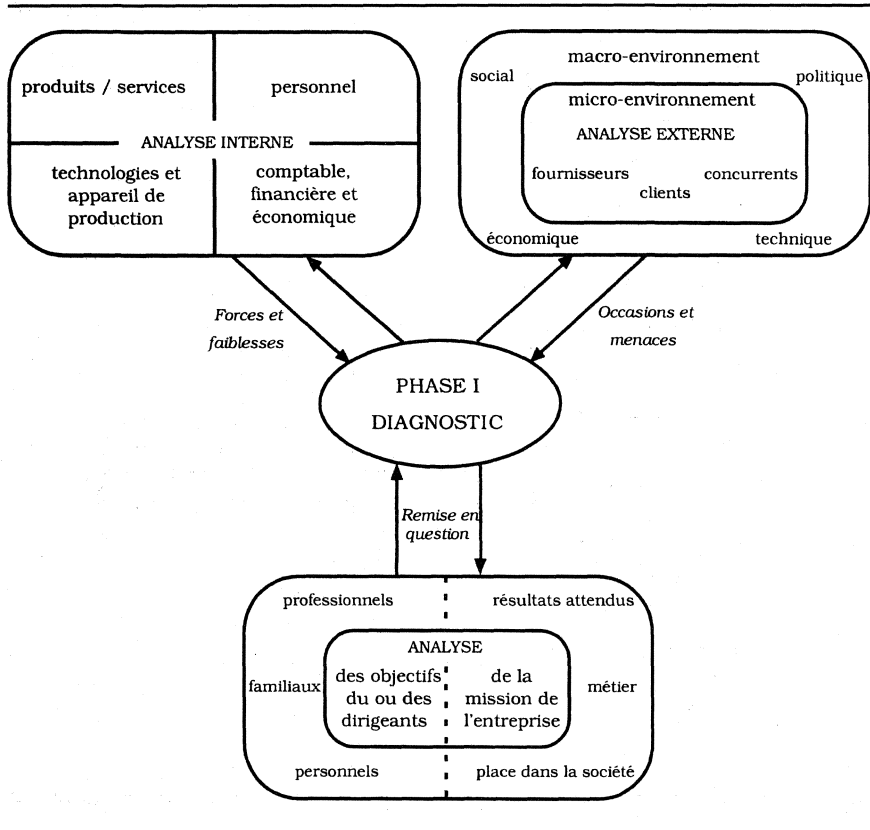 produits / services
personnel
ANALYSE INTERNE
technologies et
appareil de
production
comptable,
financière et
économique
macro-environnement
social
politique
micro-environnement
ANALYSE EXTERNE
fournisseurs
concurrents
clients
économique
technique
Forces et
faiblesses
Occasions et
menaces
PHASE I
DIAGNOSTIC
Remise en
question
professionnels
résultats attendus
ANALYSE
familiaux
des objectifs
du ou des
dirigeants
de la
mission de
l'entreprise
métier
personnels
place dans la société